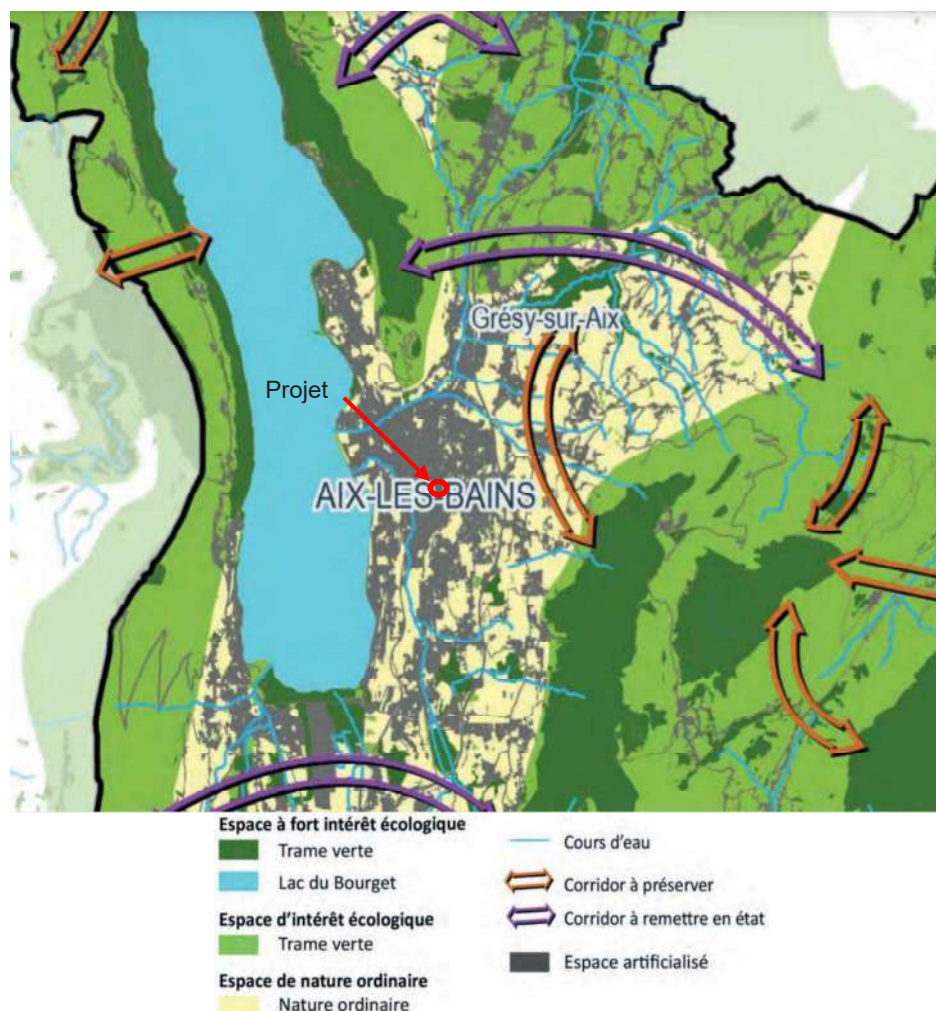 Grésy-sur-Aix
Projet
AIX-LES-BAINS
Espace à fort intérêt écologique
Trame verte
Lac du Bourget
Espace d'intérêt écologique
Trame verte
Espace de nature ordinaire
Nature ordinaire
Cours d'eau
Corridor à préserver
Corridor à remettre en état
Espace artificialisé